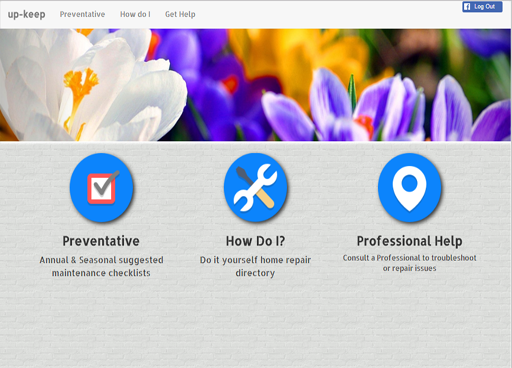 up-keep Preventative How do I Get Help Log Out
Preventative
Annual & Seasonal suggested
maintenance checklists
How Do I?
Do it yourself home repair
directory
Professional Help
Consult a Professional to troubleshoot
or repair issues